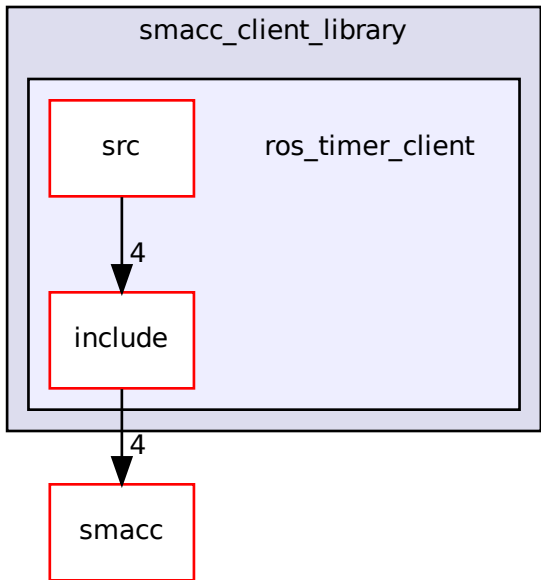 smacc_client_library
src
ros_timer_client
4
include
4
smacc